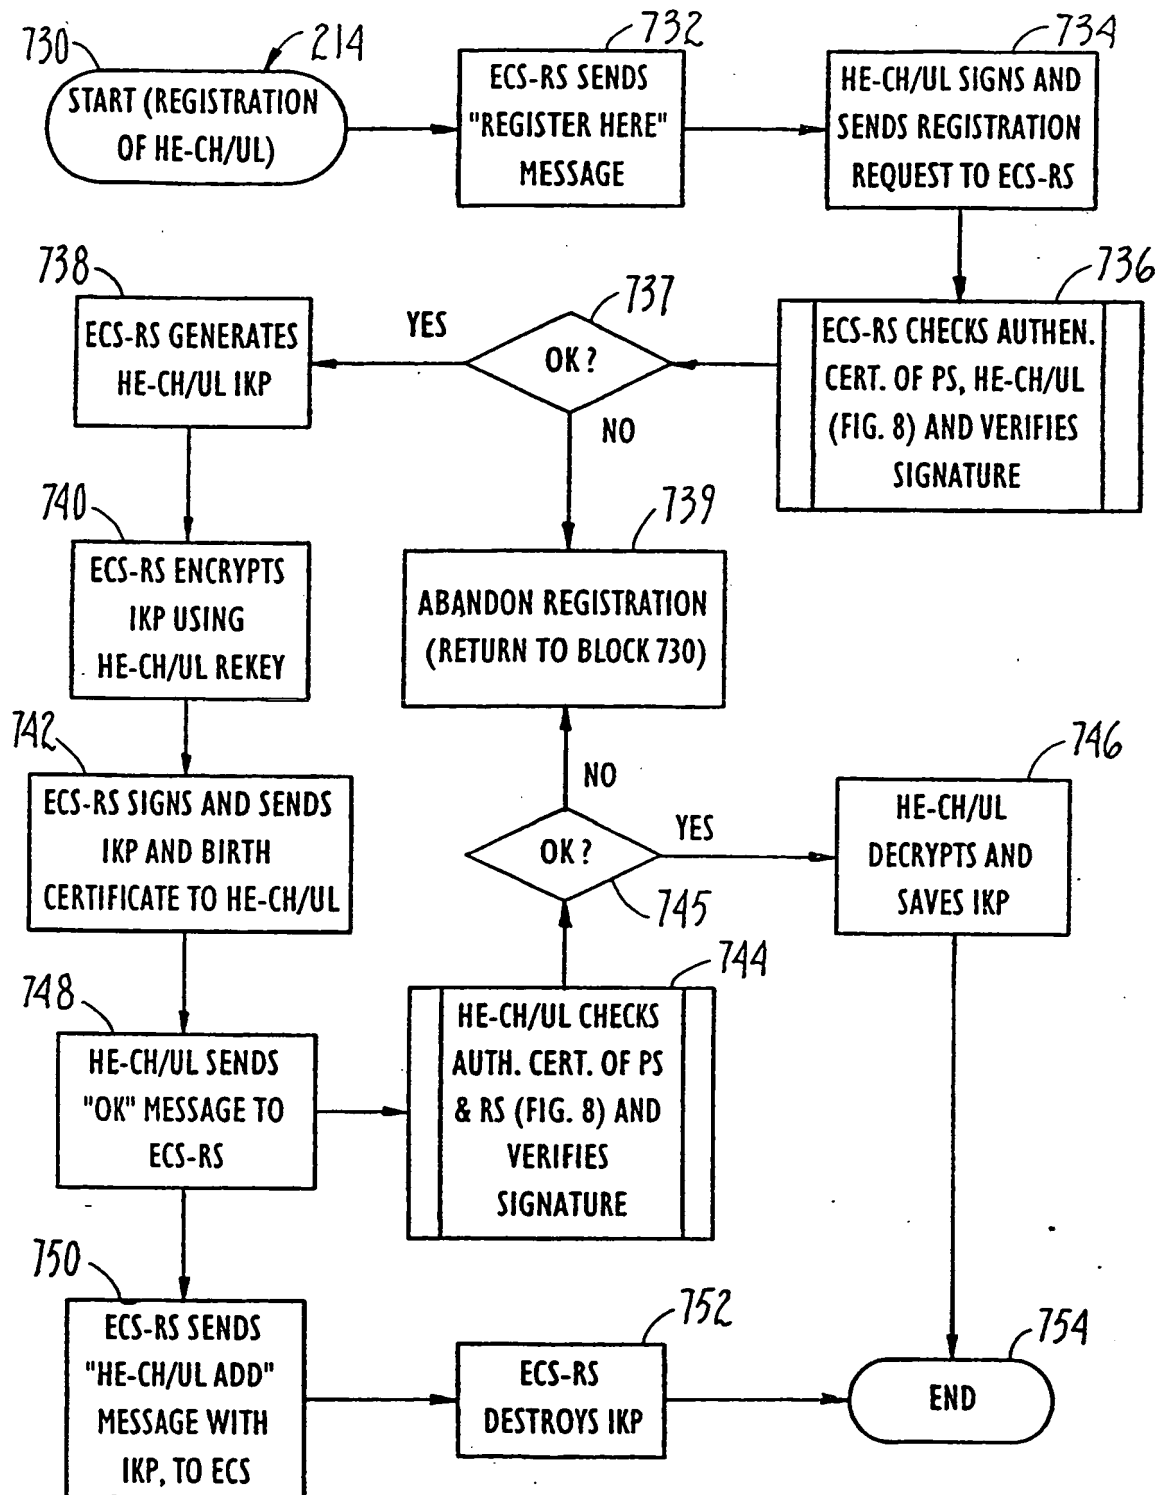 730
214
START (REGISTRATION
OF HE-CH/UL)
732
ECS-RS SENDS
"REGISTER HERE"
MESSAGE
734
HE-CH/UL SIGNS AND
SENDS REGISTRATION
REQUEST TO ECS-RS
736
ECS-RS CHECKS AUTHEN.
CERT. OF PS, HE-CH/UL
(FIG. 8) AND VERIFIES
SIGNATURE
737
OK?
YES
NO
738
ECS-RS GENERATES
HE-CH/UL IKP
739
ABANDON REGISTRATION
(RETURN TO BLOCK 730)
740
ECS-RS ENCRYPTS
IKP USING
HE-CH/UL REKEY
742
ECS-RS SIGNS AND SENDS
IKP AND BIRTH
CERTIFICATE TO HE-CH/UL
748
HE-CH/UL SENDS
"OK" MESSAGE TO
ECS-RS
744
HE-CH/UL CHECKS
AUTH. CERT. OF PS
& RS (FIG. 8) AND
VERIFIES
SIGNATURE
NO
OK?
YES
745
746
HE-CH/UL
DECRYPTS AND
SAVES IKP
750
ECS-RS SENDS
"HE-CH/UL ADD"
MESSAGE WITH
IKP, TO ECS
752
ECS-RS
DESTROYS IKP
754
END